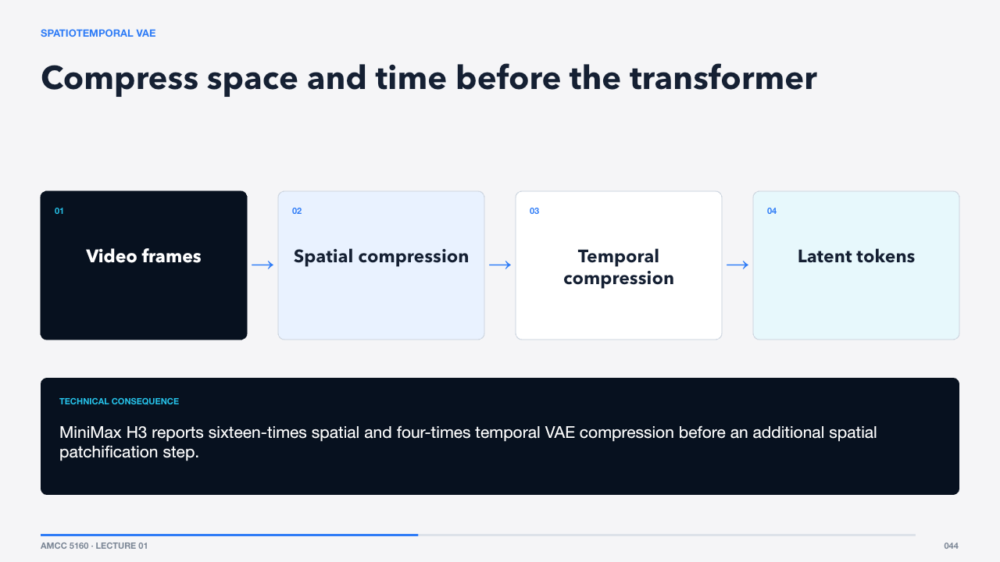 SPATIOTEMPORAL VAE
Compress space and time before the transformer
01
Video frames
→
02
Spatial compression
→
03
Temporal
compression
→
04
Latent tokens
TECHNICAL CONSEQUENCE
MiniMax H3 reports sixteen-times spatial and four-times temporal VAE compression before an additional spatial
patchification step.
AMCC 5160 · LECTURE 01
044